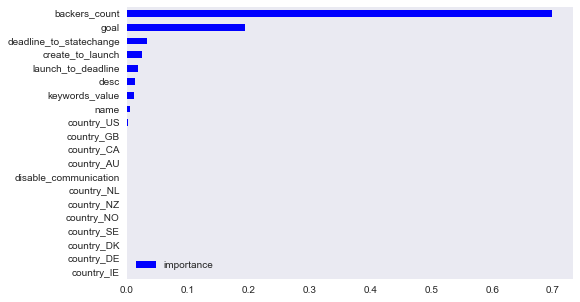 backers_count
goal
deadline_to_statechange
create_to_launch
launch_to_deadline
desc
keywords_value
name
country_US
country_GB
country_CA
country_AU
disable_communication
country_NL
country_NZ
country_NO
country_SE
country_DK
country_DE
country_IE
importance
0.0 0.1 0.2 0.3 0.4 0.5 0.6 0.7